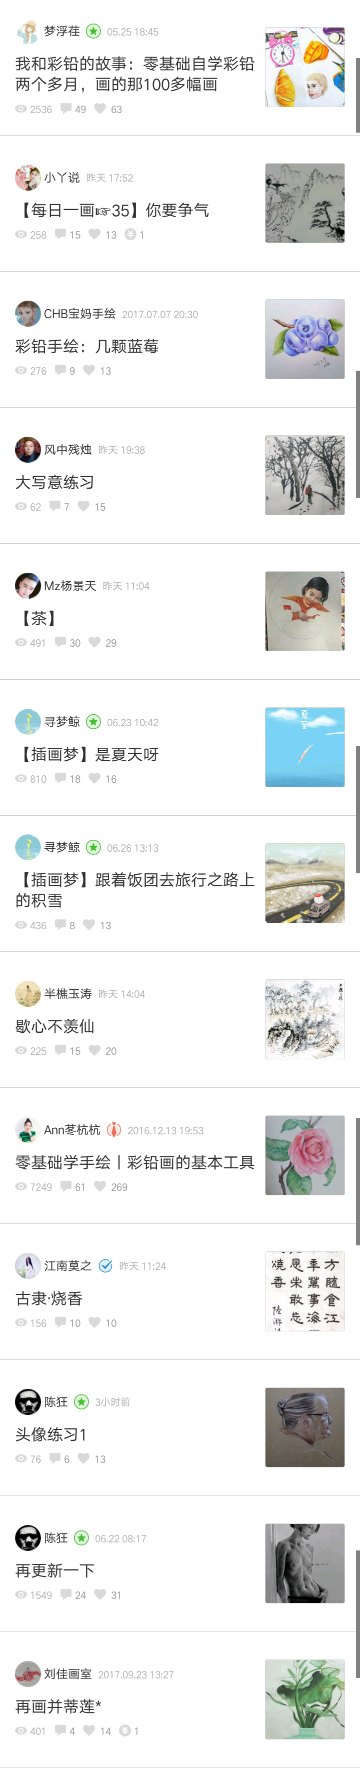 梦浮茬 05.25 18:45
我和彩铅的故事：零基础自学彩铅
两个多月，画的那100多幅画
2536 49 63
小丫说 昨天 17:52
【每日一画☞35】你要争气
258 15 13 1
CHB宝妈手绘 2017.07.07 20:30
彩铅手绘：几颗蓝莓
276 9 13
风中残烛 昨天 19:38
大写意练习
62 7 15
Mz杨景天 昨天 11:04
【茶】
491 30 29
寻梦鲸 06.23 10:42
【插画梦】是夏天呀
810 18 16
寻梦鲸 06.26 13:13
【插画梦】跟着饭团去旅行之路上
的积雪
436 8 13
半樵玉涛 昨天 14:04
歇心不羡仙
225 15 20
Ann苳杭杭 2016.12.13 19:53
零基础学手绘丨彩铅画的基本工具
7249 61 269
江南莫之 昨天 11:24
古隶·烧香
156 10 10
陈狂 3小时前
头像练习1
76 6 13
陈狂 06.22 08:17
再更新一下
1549 24 31
刘佳画室 2017.09.23 13:27
再画并蒂莲*
401 4 14 1